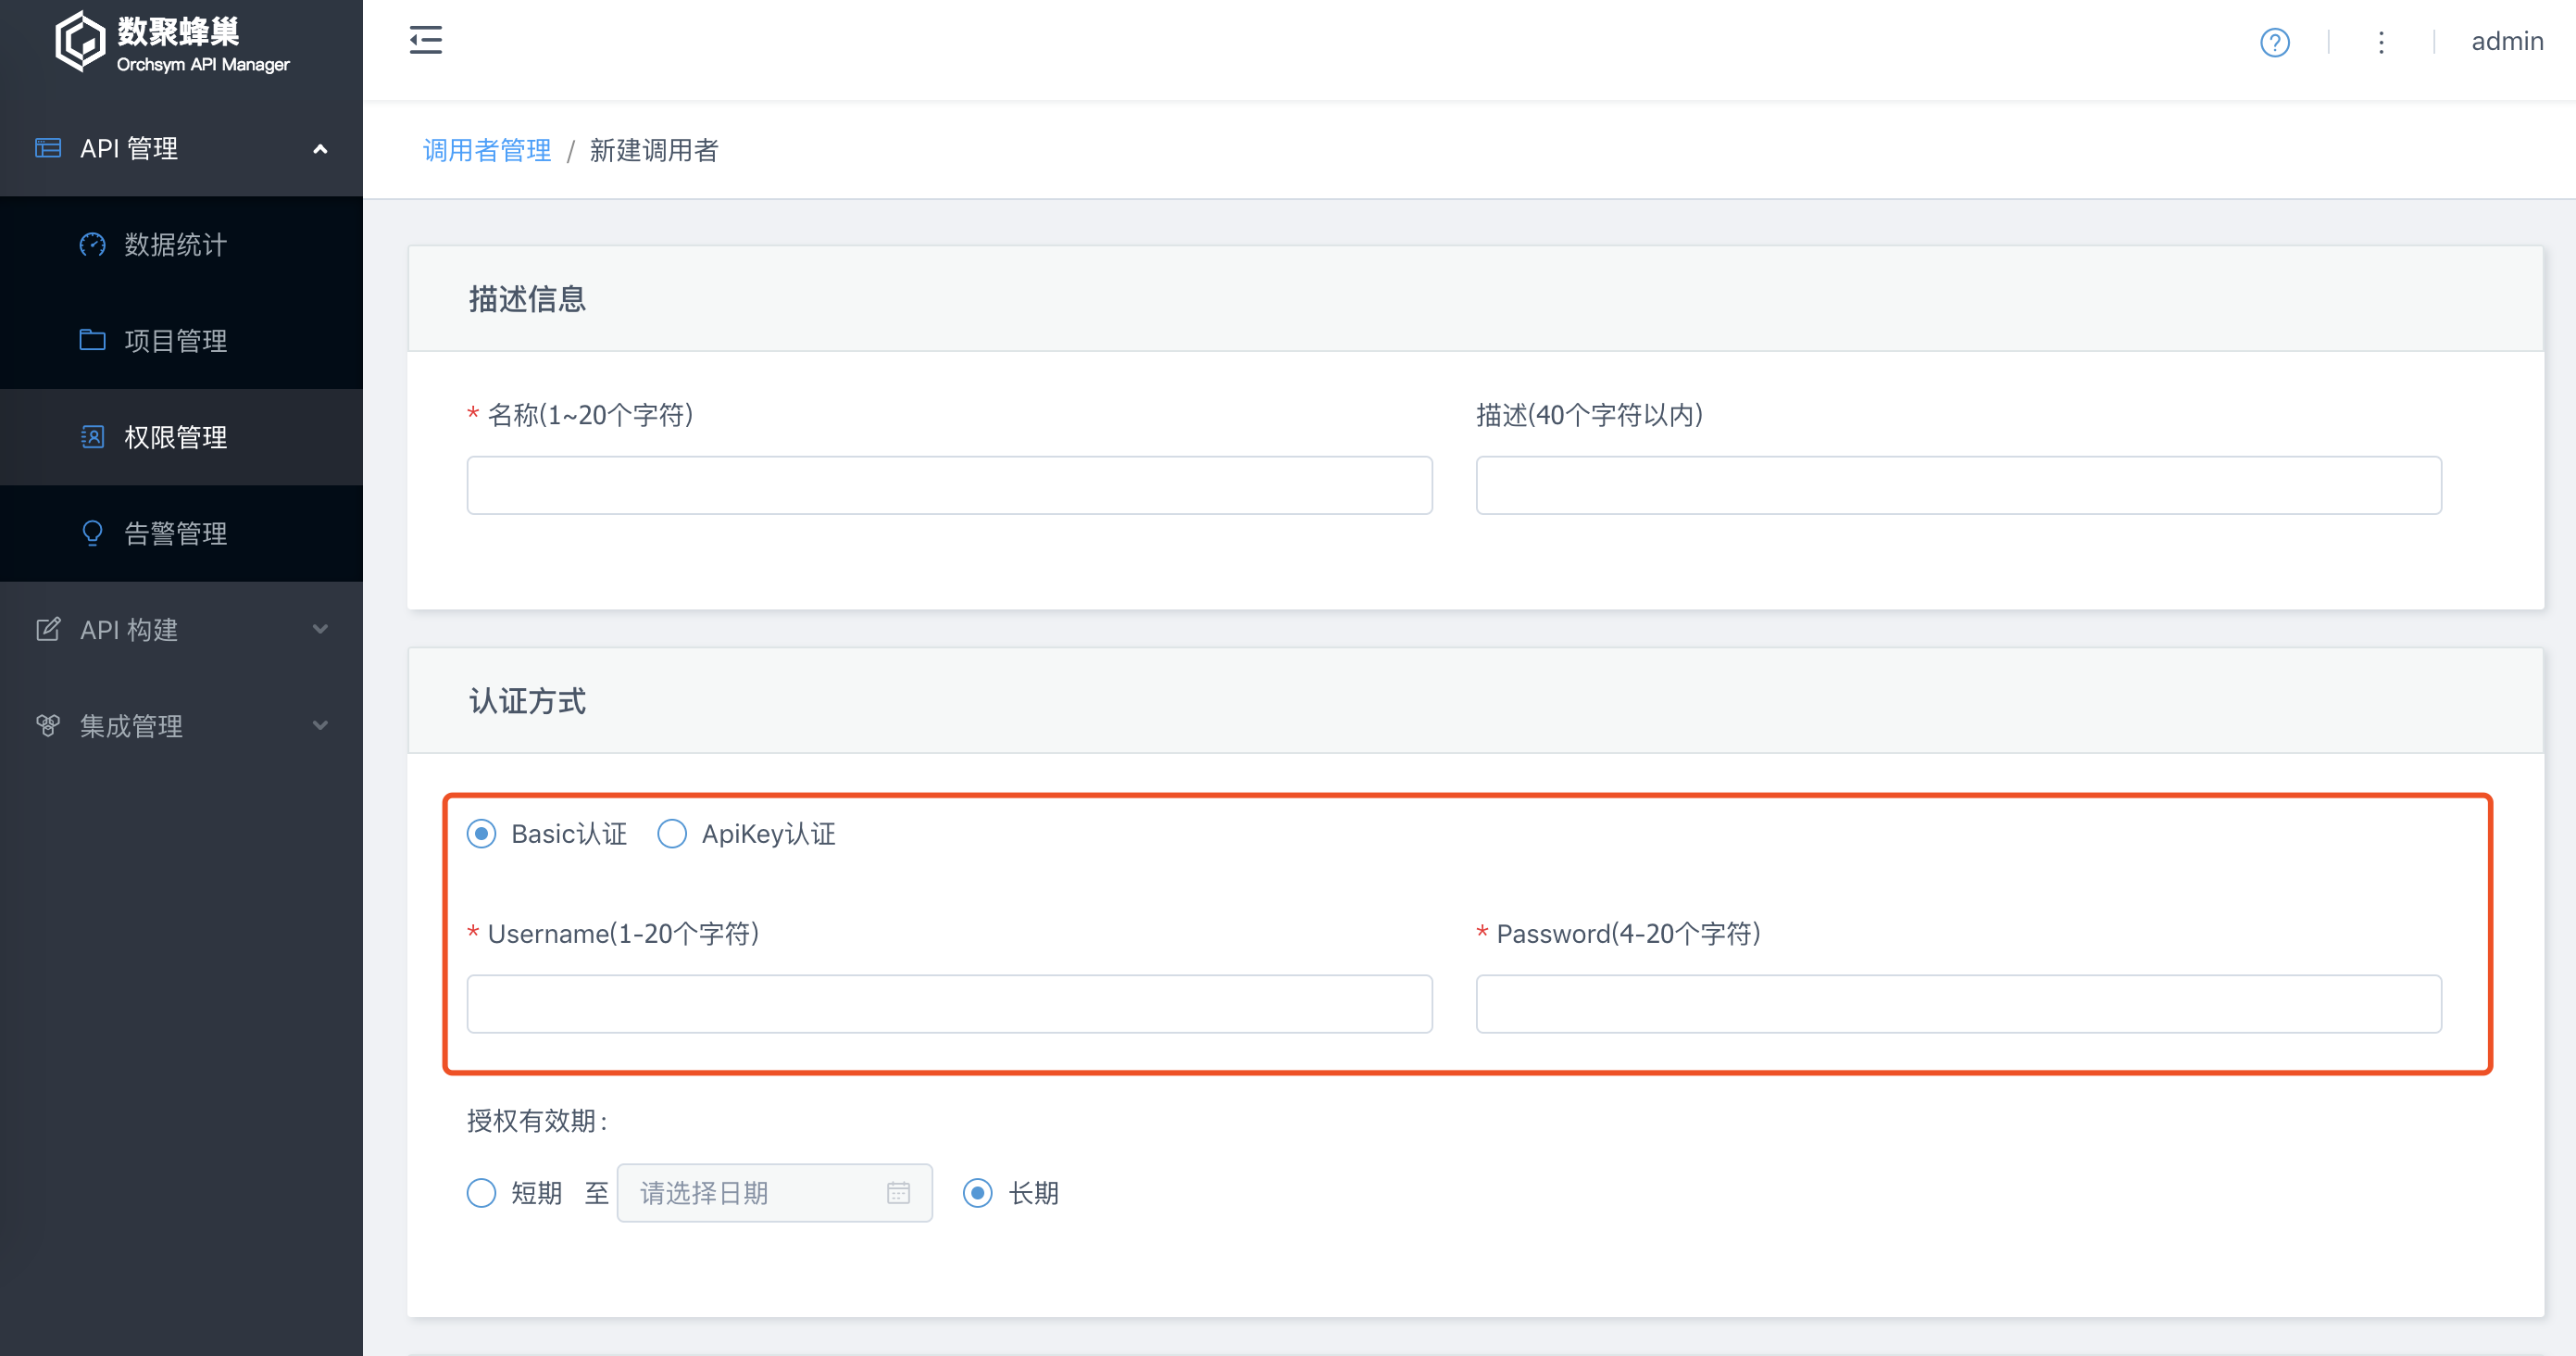 数聚蜂巢
Orchsym API Manager
admin
API 管理
调用者管理 / 新建调用者
数据统计
项目管理
权限管理
告警管理
API 构建
集成管理
描述信息
* 名称(1~20个字符)
描述(40个字符以内)
认证方式
Basic认证 ApiKey认证
* Username(1-20个字符)
* Password(4-20个字符)
授权有效期:
短期 至 请选择日期 长期